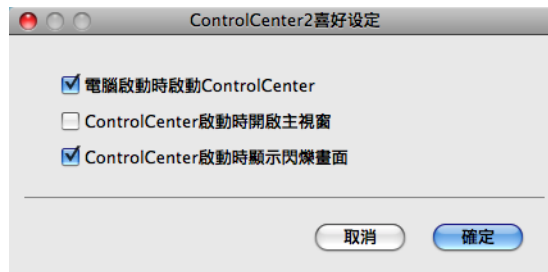 ControlCenter2喜好设定
電腦啟動時啟動ControlCenter
ControlCenter啟動時開啟主視窗
ControlCenter啟動時顯示閃爍畫面
取消
確定